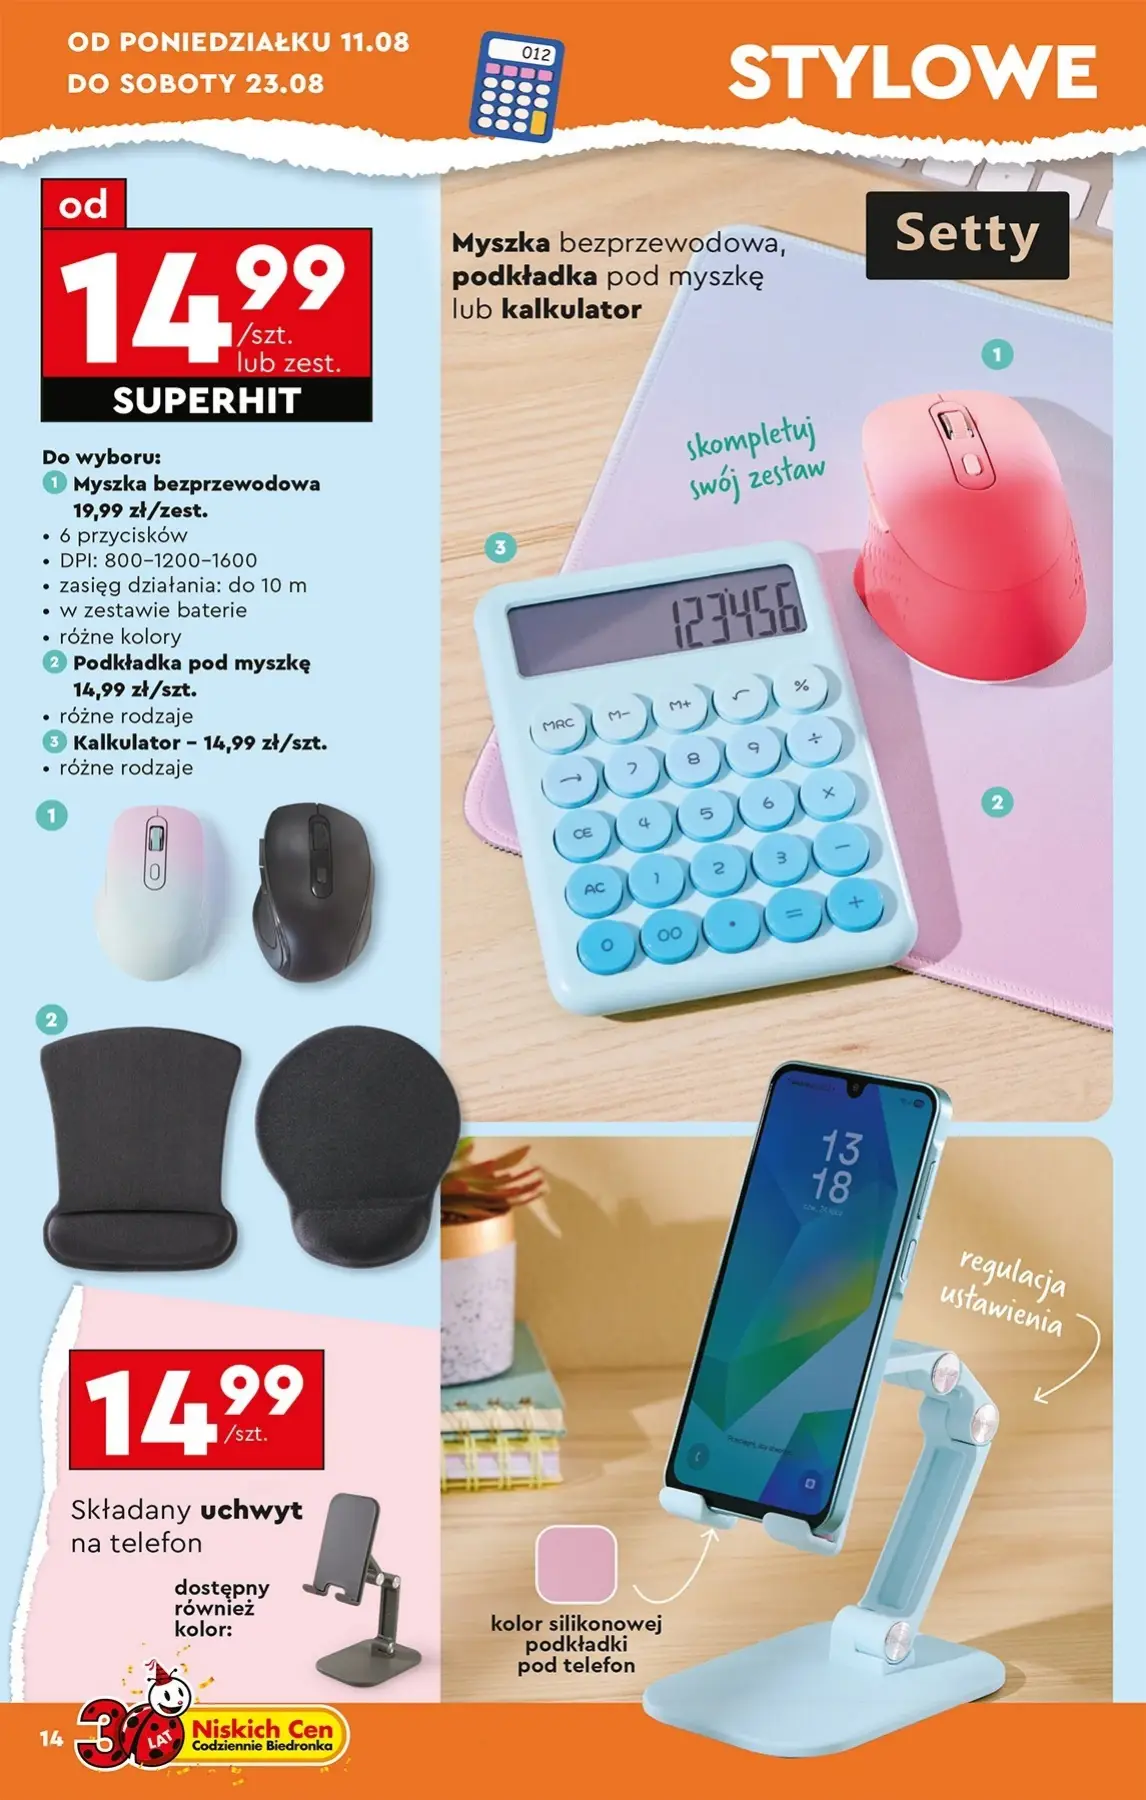 OD PONIEDZIAŁKU 11.08
DO SOBOTY 23.08
012
STYLOWE
od
14.99
/szt.
lub zest.
SUPERHIT
Myszka bezprzewodowa,
podkładka pod myszkę
lub kalkulator
Setty
Do wyboru:
1 Myszka bezprzewodowa
19,99 zł/zest.
• 6 przycisków
• DPI: 800–1200–1600
• zasięg działania: do 10 m
• w zestawie baterie
• różne kolory
2 Podkładka pod myszkę
14,99 zł/szt.
• różne rodzaje
3 Kalkulator – 14,99 zł/szt.
• różne rodzaje
1
skompletuj
swój zestaw
3
123'456
MRC M- M+ √ %
→ 7 8 9 ÷
CE 4 5 6 ×
AC 1 2 3 −
0 00 • = +
2
1
2
13
18
regulacja
ustawienia
14.99
/szt.
Składany uchwyt
na telefon
dostępny
również
kolor:
kolor silikonowej
podkładki
pod telefon
14
30
LAT
Niskich Cen
Codziennie Biedronka